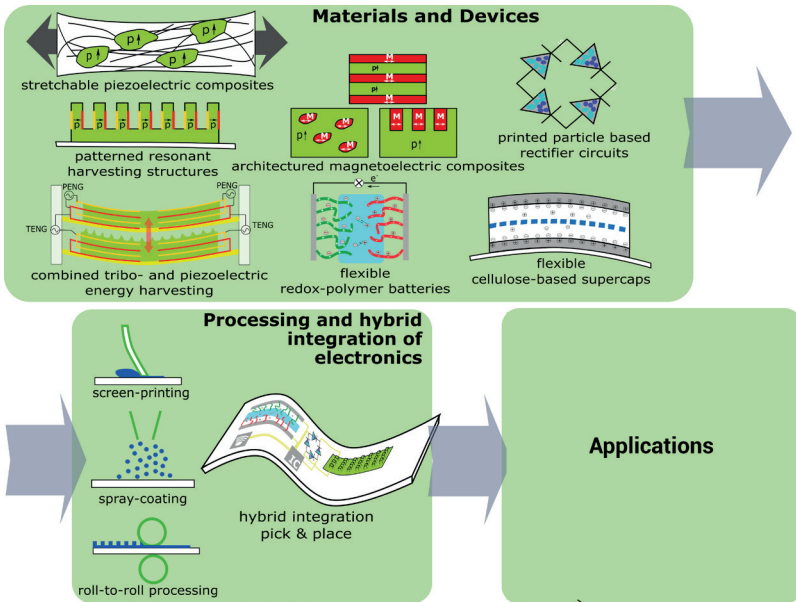 Materials and Devices
P P P P
stretchable piezoelectric composites
P P P P P P P
patterned resonant
harvesting structures
M
P
M
P
M
M M M M M M M
P P
architectured magnetoelectric composites
printed particle based
rectifier circuits
PENG PENG
TENG TENG
combined tribo- and piezoelectric
energy harvesting
e⁻
flexible
redox-polymer batteries
flexible
cellulose-based supercaps
Processing and hybrid
integration of
electronics
screen-printing
spray-coating
roll-to-roll processing
IC
hybrid integration
pick & place
Applications